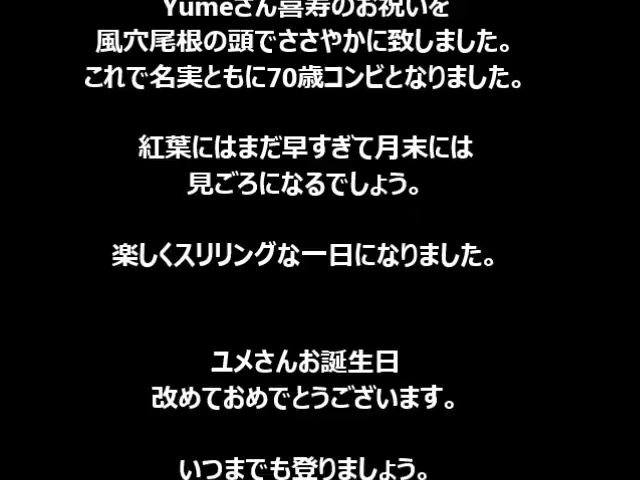 Yumeさん喜寿のお祝いを
風穴尾根の頭でささやかに致しました。
これで名実ともに70歳コンビとなりました。
紅葉にはまだ早すぎて月末には
見ごろになるでしょう。
楽しくスリリングな一日になりました。
ユメさんお誕生日
改めておめでとうございます。
いつまでも登りましょう。